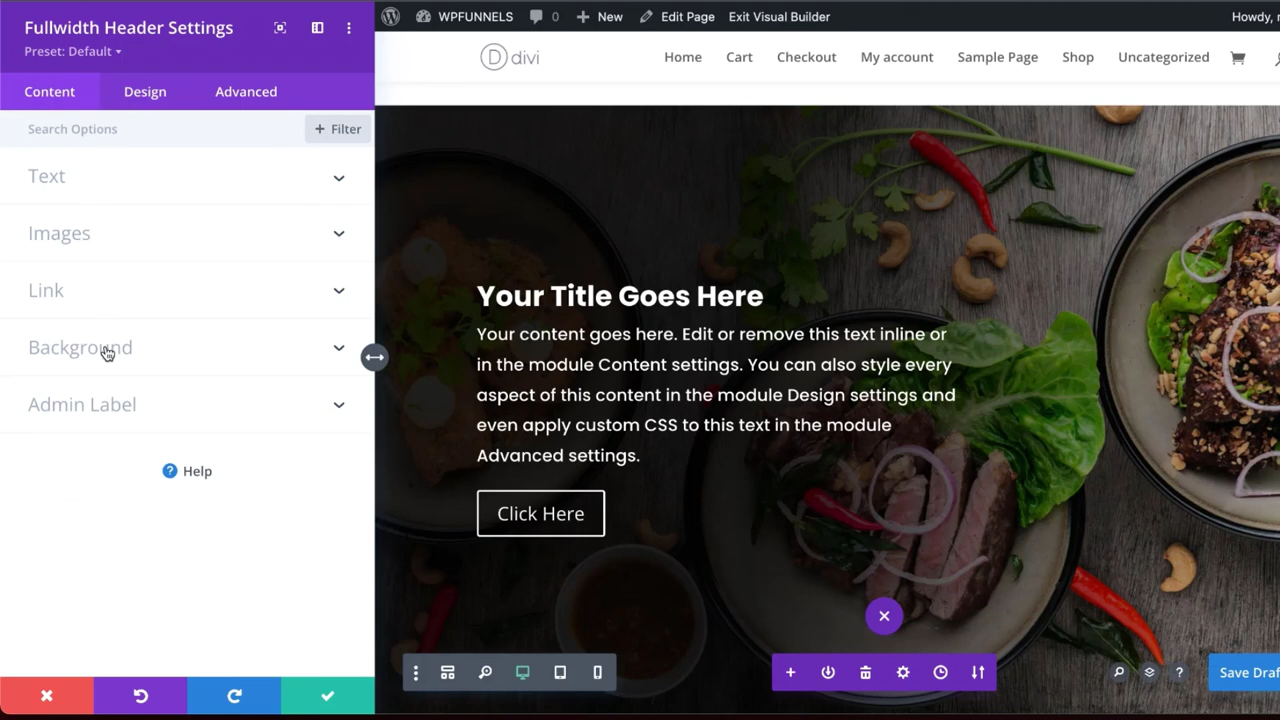 Fullwidth Header Settings
Preset: Default
Content
Design
Advanced
Search Options
+ Filter
Text
Images
Link
Background
Admin Label
? Help
WPFUNNELS
0
New
Edit Page
Exit Visual Builder
Howdy,
D divi
Home
Cart
Checkout
My account
Sample Page
Shop
Uncategorized
Your Title Goes Here
Your content goes here. Edit or remove this text inline or
in the module Content settings. You can also style every
aspect of this content in the module Design settings and
even apply custom CSS to this text in the module
Advanced settings.
Click Here
?
Save